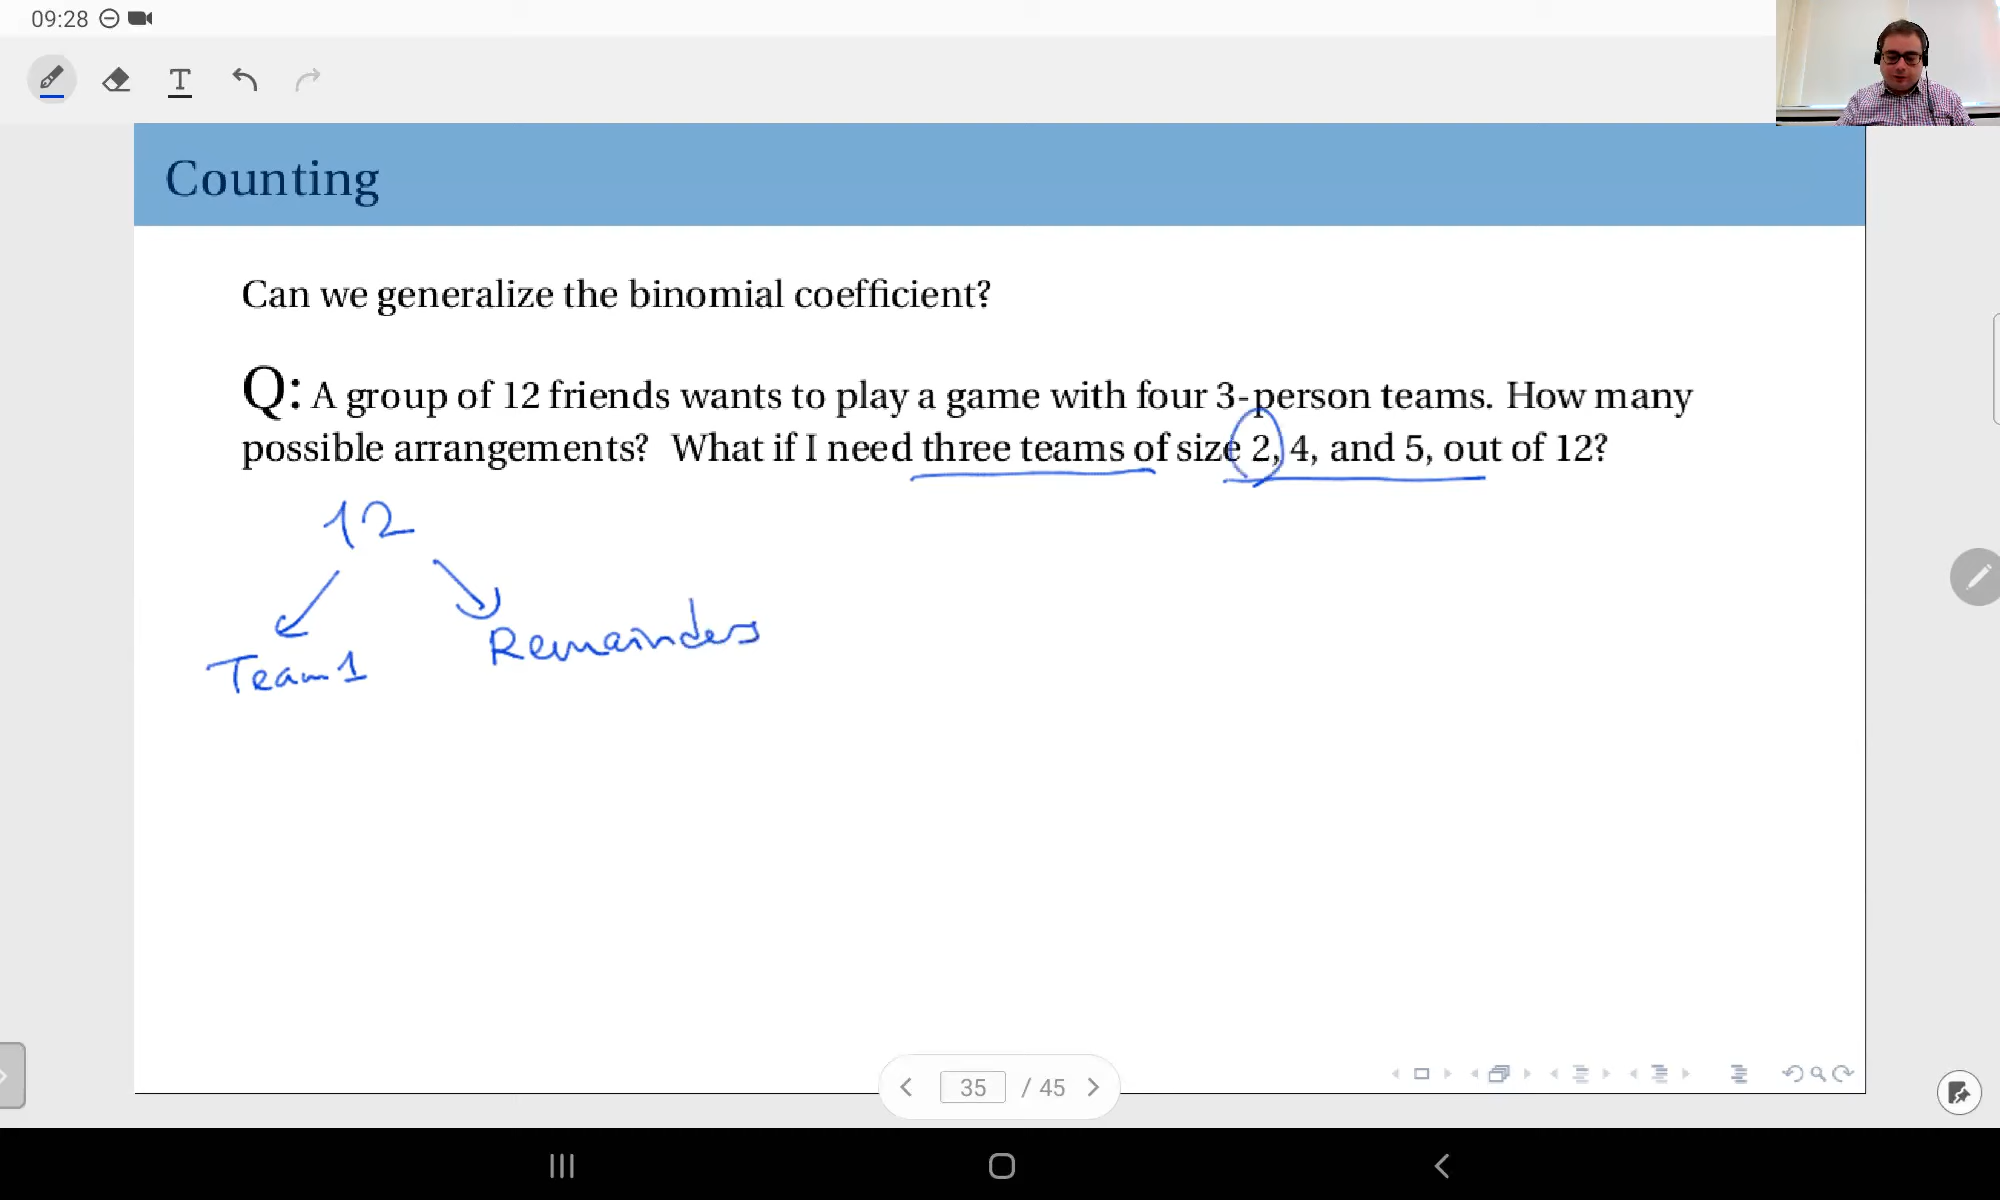 09:28
T
Counting
Can we generalize the binomial coefficient?
Q: A group of 12 friends wants to play a game with four 3-person teams. How many
possible arrangements? What if I need three teams of size 2, 4, and 5, out of 12?
12
Team 1
Remainders
35 / 45